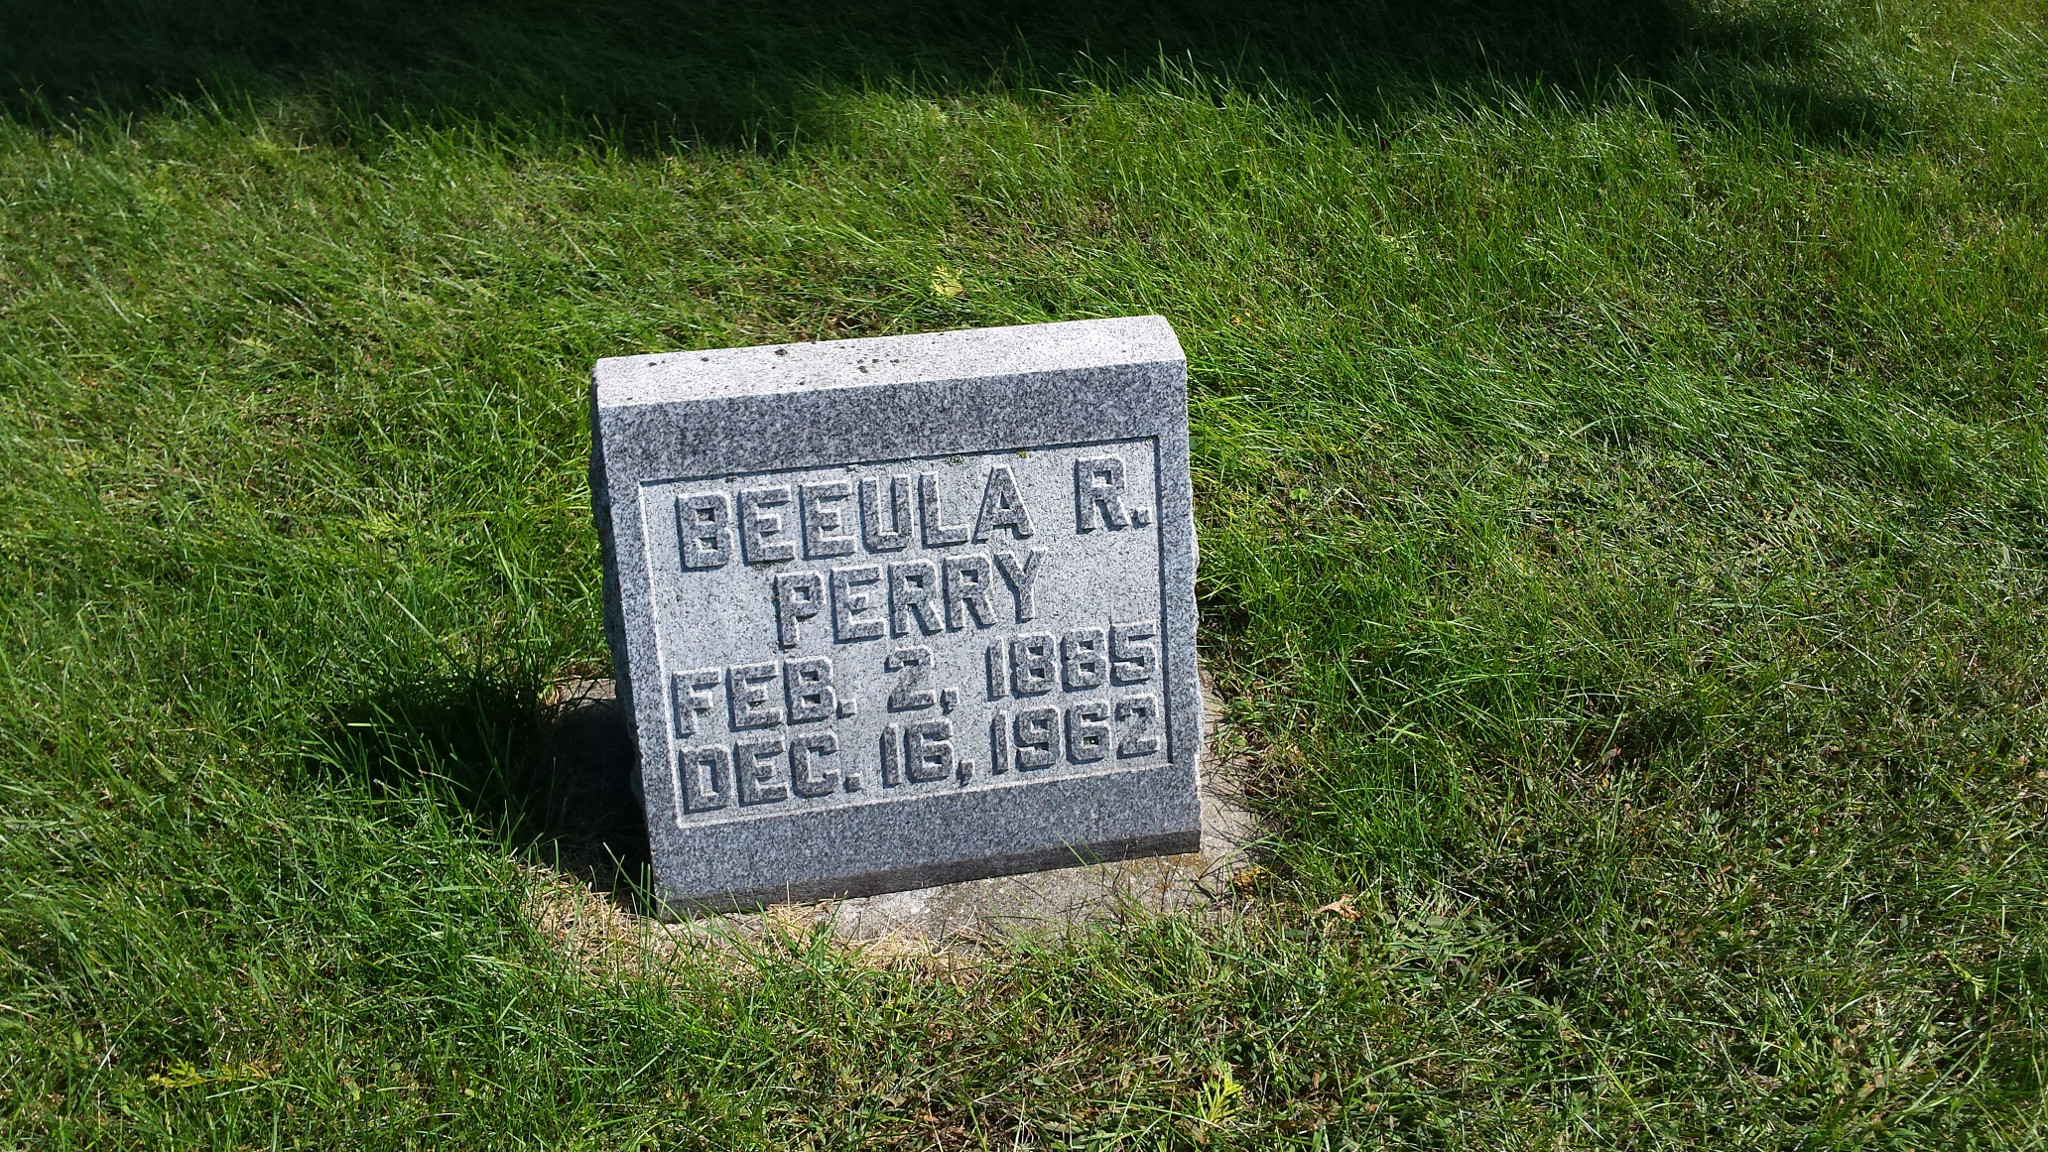 BEEULA R.
PERRY
FEB. 2, 1885
DEC. 16, 1962